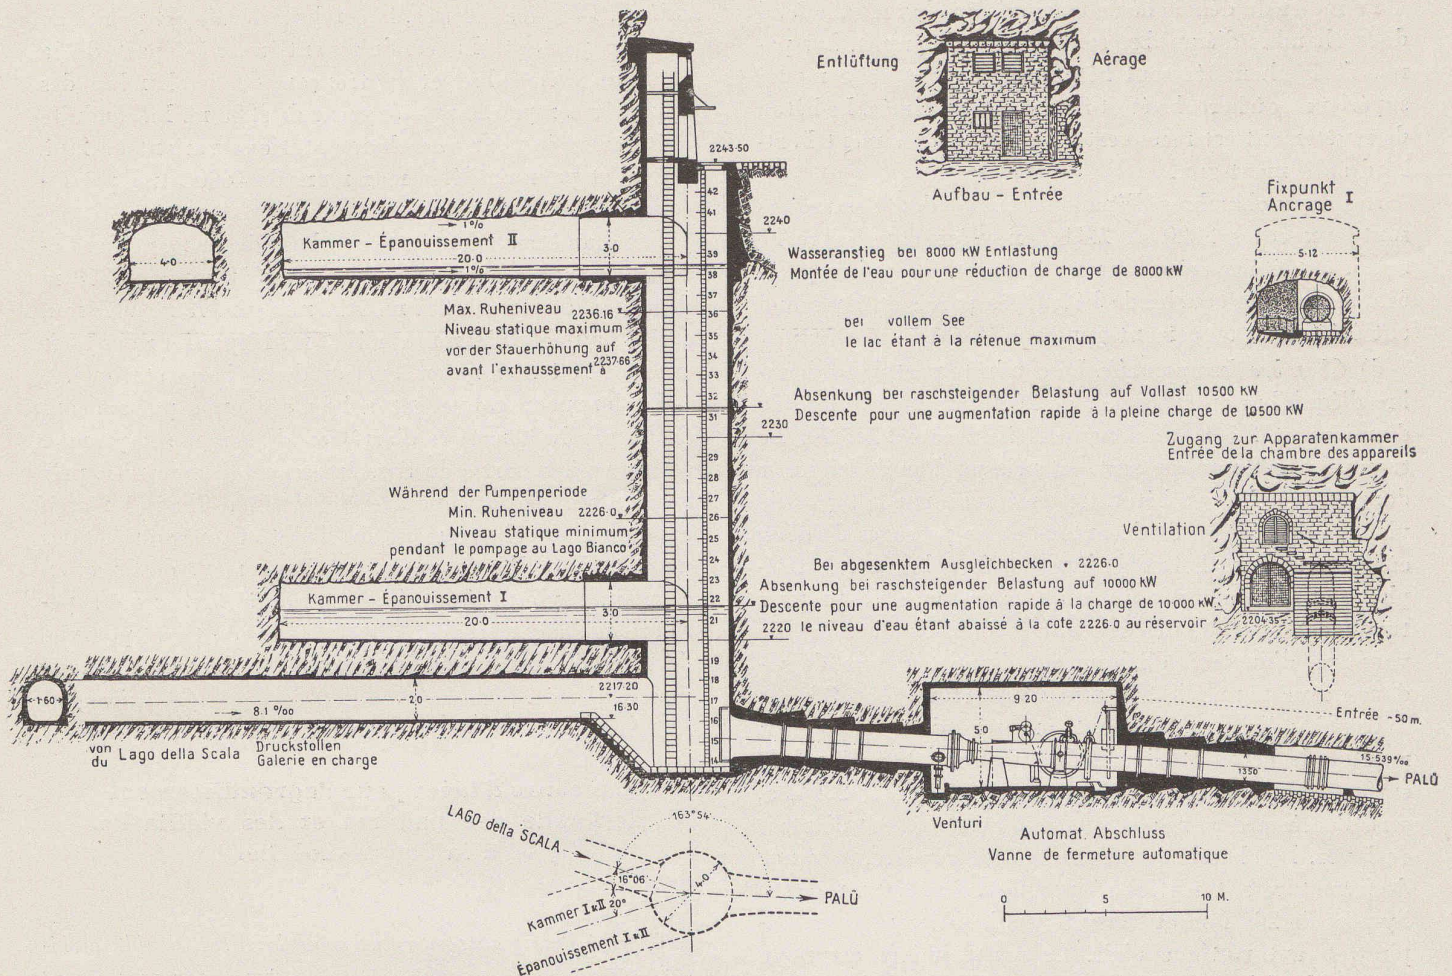 Entlüftung
Aérage
Aufbau - Entrée
2243·50
42
41
2240
39
38
37
36
35
34
33
32
31
2230
29
28
27
26
25
24
23
22
21
2220
19
18
17
16
15
14
4·0
1%
Kammer - Épanouissement II
20·0
1%
3·0
Fixpunkt
Ancrage I
5·12
Wasseranstieg bei 8000 KW Entlastung
Montée de l'eau pour une réduction de charge de 8000 KW
bei vollem See
le lac étant à la rétenue maximum
Max. Ruheniveau 2236.16
Niveau statique maximum
vor der Stauerhöhung auf
avant l'exhaussement à 2237·66
Absenkung bei raschsteigender Belastung auf Vollast 10500 KW
Descente pour une augmentation rapide à la pleine charge de 10500 KW
Zugang zur Apparatenkammer
Entrée de la chambre des appareils
Ventilation
2204·35
Während der Pumpenperiode
Min. Ruheniveau 2226·0
Niveau statique minimum
pendant le pompage au Lago Bianco
Bei abgesenktem Ausgleichbecken 2226.0
Absenkung bei raschsteigender Belastung auf 10000 KW
Descente pour une augmentation rapide à la charge de 10·000 KW
le niveau d'eau étant abaissé à la cote 2226·0 au réservoir
Kammer - Épanouissement I
20·0
3·0
1·60
8.1 ‰
2·0
2217·20
16·30
von
du Lago della Scala
Druckstollen
Galerie en charge
9·20
5·0
Entrée - 50 m.
1350
15·539 ‰
PALÜ
Venturi
Automat. Abschluss
Vanne de fermeture automatique
LAGO della SCALA
163°54'
16°06'
20°
4·0
PALÜ
Kammer I u II
Épanouissement I u II
0 5 10 M.